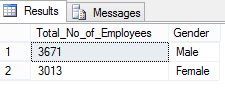 Results Messages
Total_No_of_Employees Gender
1 3671 Male
2 3013 Female